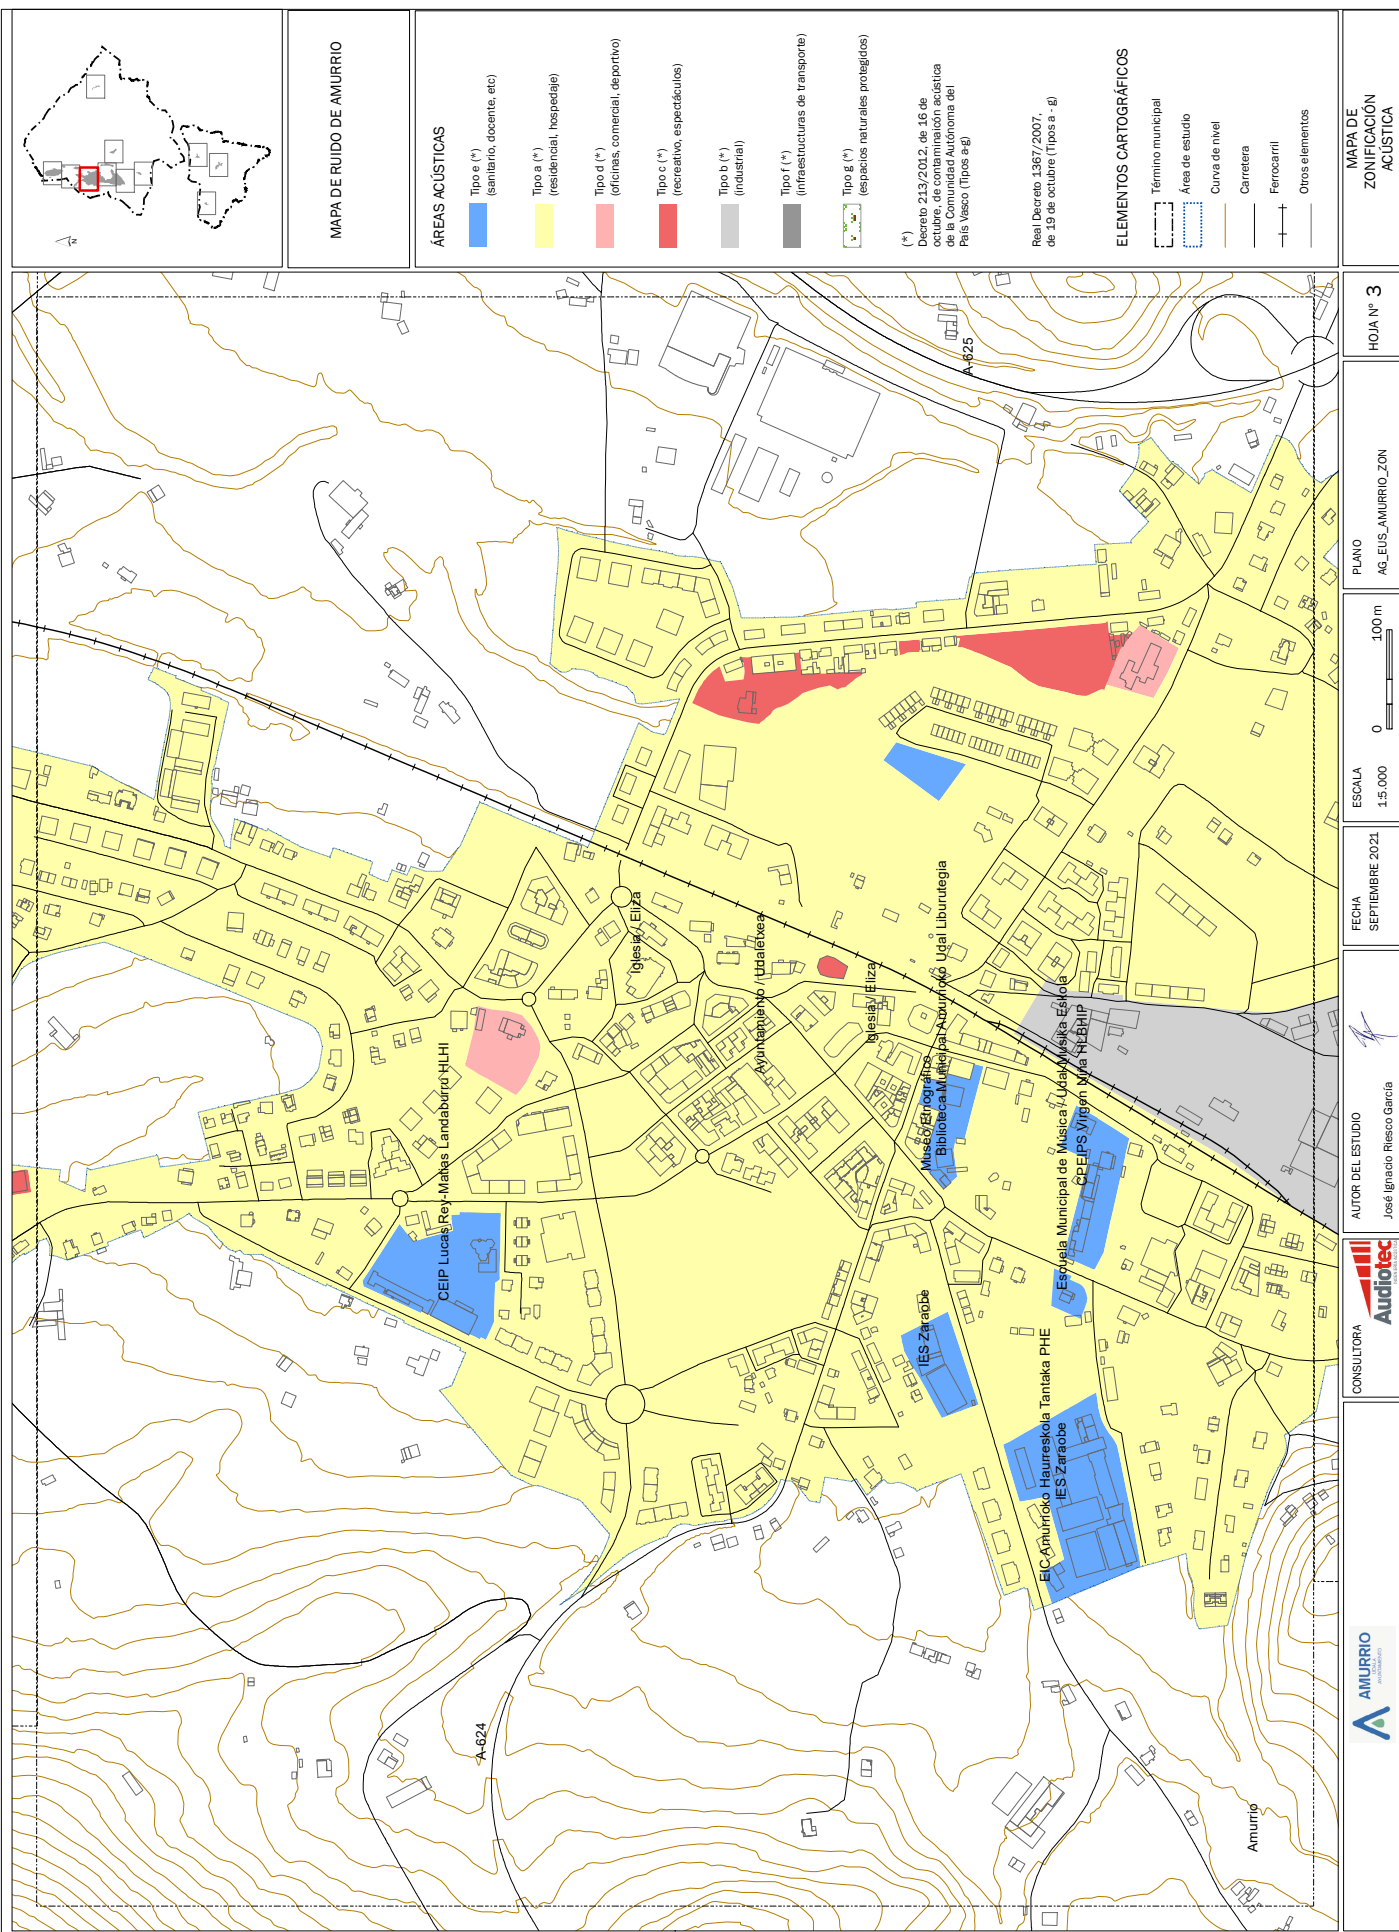 MAPA DE RUIDO DE AMURRIO
ÁREAS ACÚSTICAS
Tipo e (*)
(sanitario, docente, etc)
Tipo a (*)
(residencial, hospedaje)
Tipo d (*)
(oficinas, comercial, deportivo)
Tipo c (*)
(recreativo, espectáculos)
Tipo b (*)
(industrial)
Tipo f (*)
(infraestructuras de transporte)
Tipo g (*)
(espacios naturales protegidos)
(*)
Decreto 213/2012, de 16 de
octubre, de contaminación acústica
de la Comunidad Autónoma del
País Vasco (Tipos a-g)
Real Decreto 1367/2007,
de 19 de octubre (Tipos a - g)
ELEMENTOS CARTOGRÁFICOS
Término municipal
Área de estudio
Curva de nivel
Carretera
Ferrocarril
Otros elementos
N
A-624
CEIP Lucas Rey-Matías Landaburu HLHI
Iglesia / Eliza
Ayuntamiento / Udaletxea
Iglesia / Eliza
Museo Etnográfico
Biblioteca Municipal Amurrioko Udal Liburutegia
IES Zaraobe
A-625
EIC Amurrioko Haurreskola Tantaka PHE
IES Zaraobe
Escuela Municipal de Música / Udal Musika Eskola
CPEIPS Virgen Niña HLBHIP
Amurrio
AMURRIO
UDALA
AYUNTAMIENTO
CONSULTORA
Audiotec
AUTOR DEL ESTUDIO
José Ignacio Riesco García
FECHA
SEPTIEMBRE 2021
ESCALA
1:5.000
0 100 m
PLANO
AG_EUS_AMURRIO_ZON
HOJA Nº 3
MAPA DE
ZONIFICACIÓN
ACÚSTICA